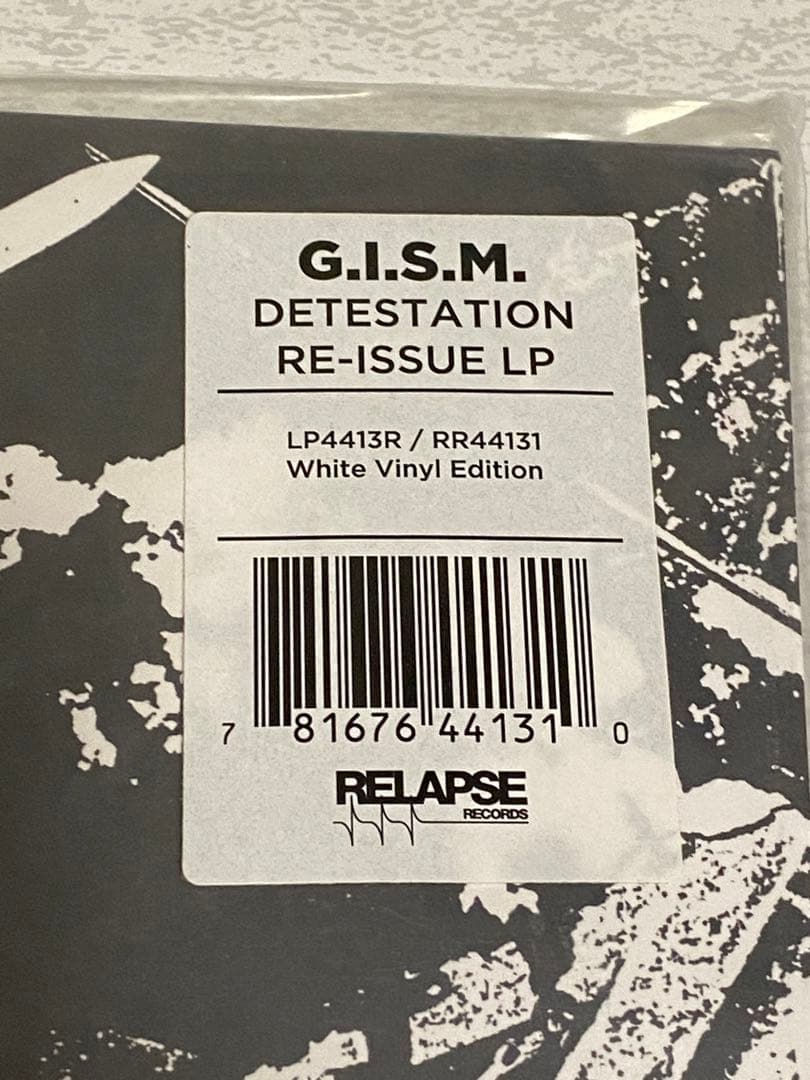 G.I.S.M.
DETESTATION
RE-ISSUE LP
LP4413R / RR44131
White Vinyl Edition
7 81676 44131 0
RELAPSE
RECORDS